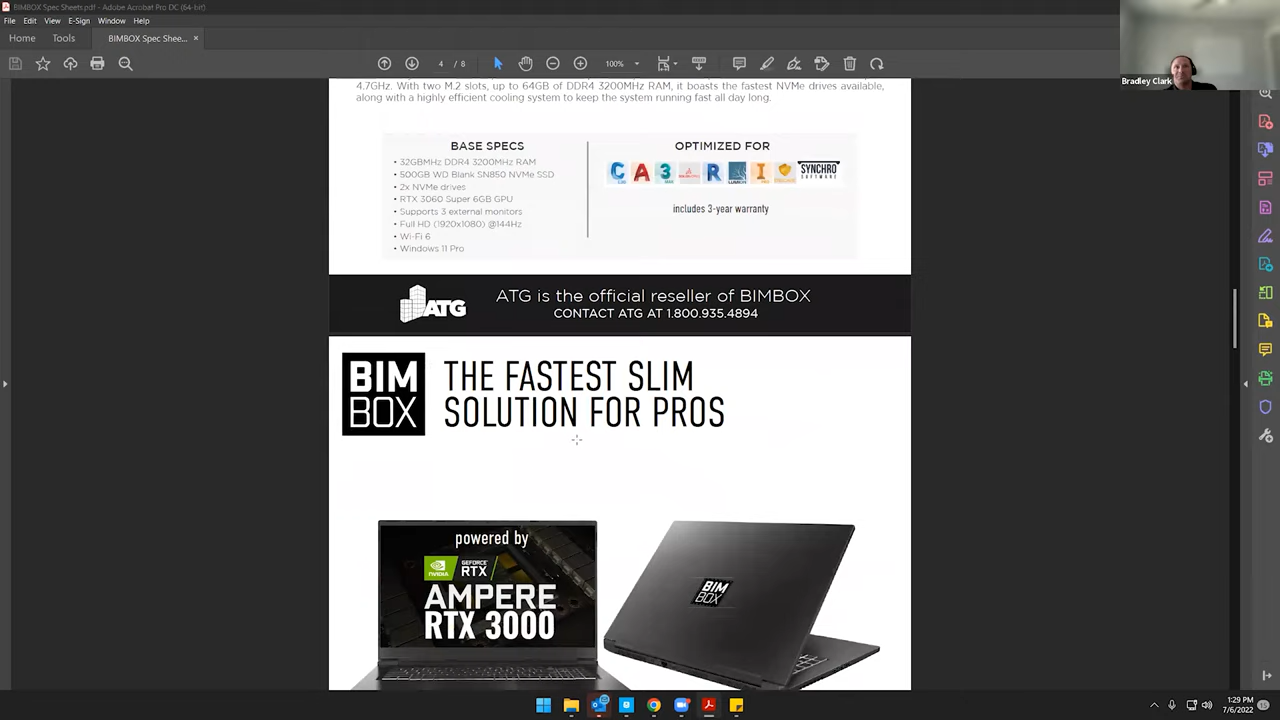 BIMBOX Spec Sheets.pdf - Adobe Acrobat Pro DC (64-bit)
File Edit View E-Sign Window Help
Home Tools BIMBOX Spec Shee... ×
4 / 8 100%
Bradley Clark
4.7GHz. With two M.2 slots, up to 64GB of DDR4 3200MHz RAM, it boasts the fastest NVMe drives available,
along with a highly efficient cooling system to keep the system running fast all day long.
BASE SPECS
• 32GBMHz DDR4 3200MHz RAM
• 500GB WD Blank SN850 NVMe SSD
• 2x NVMe drives
• RTX 3060 Super 6GB GPU
• Supports 3 external monitors
• Full HD (1920x1080) @144Hz
• Wi-Fi 6
• Windows 11 Pro
OPTIMIZED FOR
C A 3 R I SYNCHRO
SOFTWARE
includes 3-year warranty
ATG
ATG is the official reseller of BIMBOX
CONTACT ATG AT 1.800.935.4894
BIM
BOX
THE FASTEST SLIM
SOLUTION FOR PROS
powered by
NVIDIA GEFORCE
RTX
AMPERE
RTX 3000
BIM
BOX
1:29 PM
7/6/2022